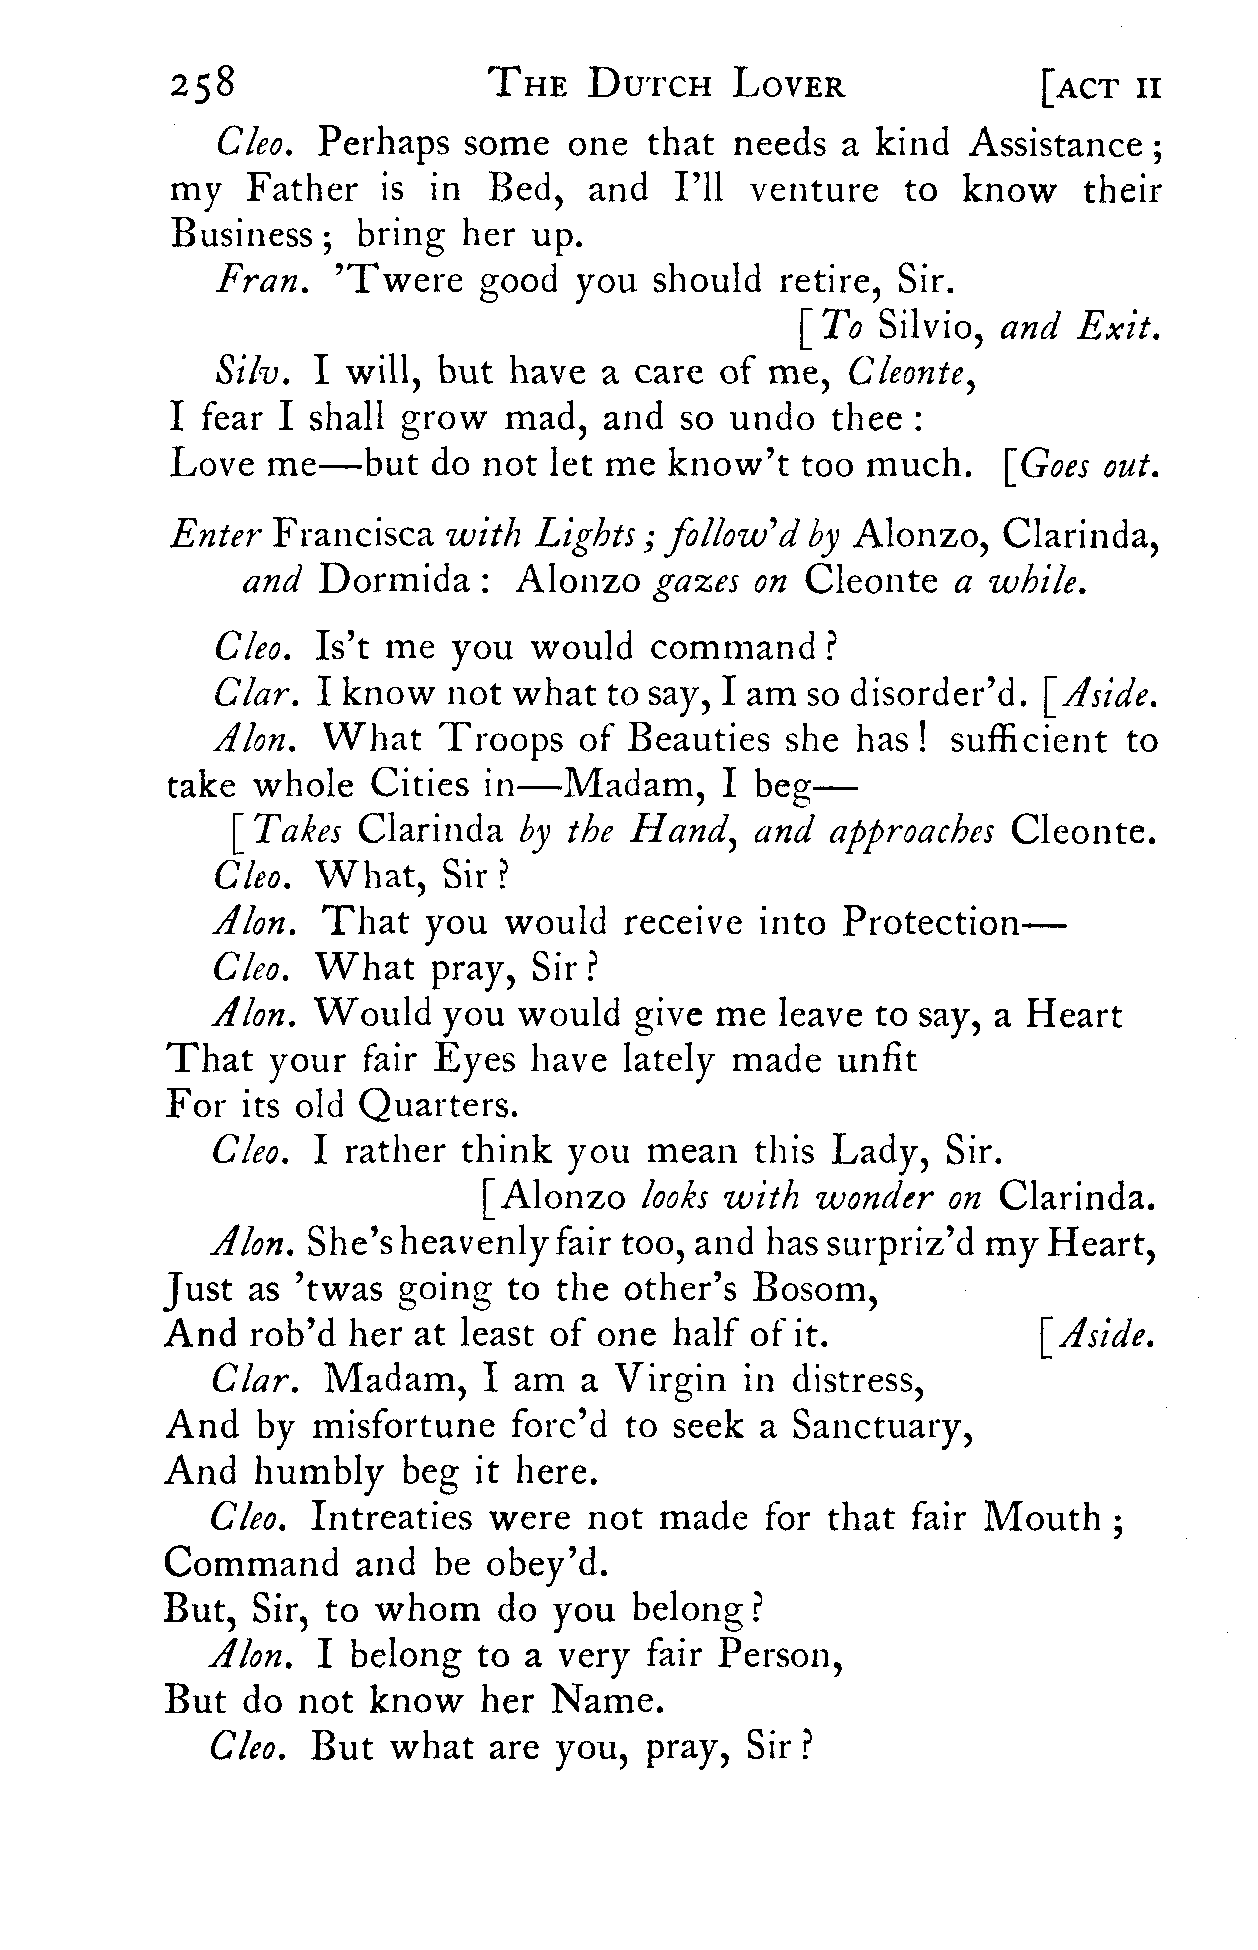 258 THE DUTCH LOVER [ACT II
Cleo. Perhaps some one that needs a kind Assistance ;
my Father is in Bed, and I’ll venture to know their
Business ; bring her up.
Fran. ’Twere good you should retire, Sir.
[To Silvio, and Exit.
Silv. I will, but have a care of me, Cleonte,
I fear I shall grow mad, and so undo thee :
Love me—but do not let me know’t too much. [Goes out.
Enter Francisca with Lights ; follow’d by Alonzo, Clarinda,
and Dormida : Alonzo gazes on Cleonte a while.
Cleo. Is’t me you would command ?
Clar. I know not what to say, I am so disorder’d. [Aside.
Alon. What Troops of Beauties she has ! sufficient to
take whole Cities in—Madam, I beg—
[Takes Clarinda by the Hand, and approaches Cleonte.
Cleo. What, Sir ?
Alon. That you would receive into Protection—
Cleo. What pray, Sir ?
Alon. Would you would give me leave to say, a Heart
That your fair Eyes have lately made unfit
For its old Quarters.
Cleo. I rather think you mean this Lady, Sir.
[Alonzo looks with wonder on Clarinda.
Alon. She’s heavenly fair too, and has surpriz’d my Heart,
Just as ’twas going to the other’s Bosom,
And rob’d her at least of one half of it. [Aside.
Clar. Madam, I am a Virgin in distress,
And by misfortune forc’d to seek a Sanctuary,
And humbly beg it here.
Cleo. Intreaties were not made for that fair Mouth ;
Command and be obey’d.
But, Sir, to whom do you belong ?
Alon. I belong to a very fair Person,
But do not know her Name.
Cleo. But what are you, pray, Sir ?